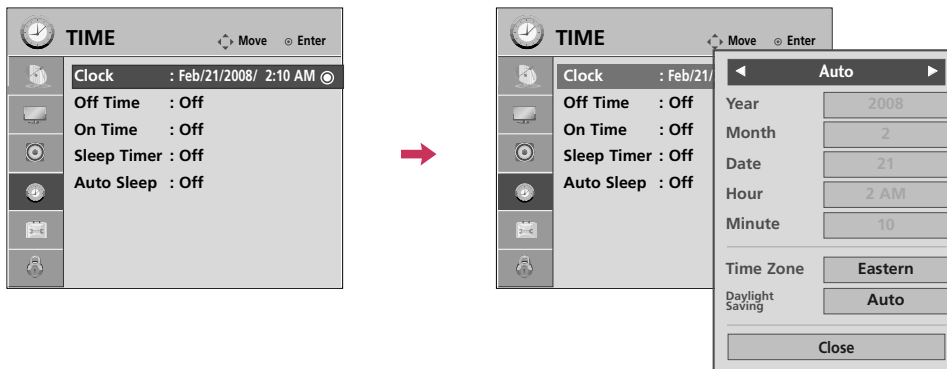 TIME
Move Enter
Clock : Feb/21/2008/ 2:10 AM
Off Time : Off
On Time : Off
Sleep Timer : Off
Auto Sleep : Off
TIME
Move Enter
Clock : Feb/21/
Off Time : Off
On Time : Off
Sleep Timer : Off
Auto Sleep : Off
Auto
Year 2008
Month 2
Date 21
Hour 2 AM
Minute 10
Time Zone Eastern
Daylight
Saving Auto
Close